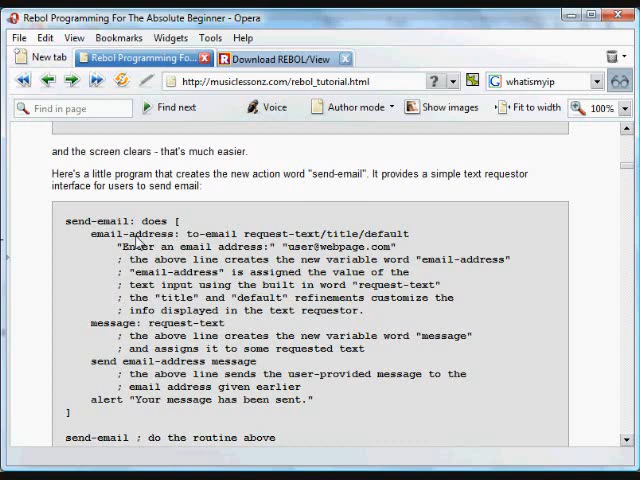 Rebol Programming For The Absolute Beginner - Opera
File Edit View Bookmarks Widgets Tools Help
New tab Rebol Programming Fo... Download REBOL/View
http://musiclessonz.com/rebol_tutorial.html ? whatismyip
Find in page Find next Voice Author mode Show images Fit to width 100%
and the screen clears - that's much easier.
Here's a little program that creates the new action word "send-email". It provides a simple text requestor
interface for users to send email:
send-email: does [
email-address: to-email request-text/title/default
"Enter an email address:" "user@webpage.com"
; the above line creates the new variable word "email-address"
; "email-address" is assigned the value of the
; text input using the built in word "request-text"
; the "title" and "default" refinements customize the
; info displayed in the text requestor.
message: request-text
; the above line creates the new variable word "message"
; and assigns it to some requested text
send email-address message
; the above line sends the user-provided message to the
; email address given earlier
alert "Your message has been sent."
]
send-email ; do the routine above